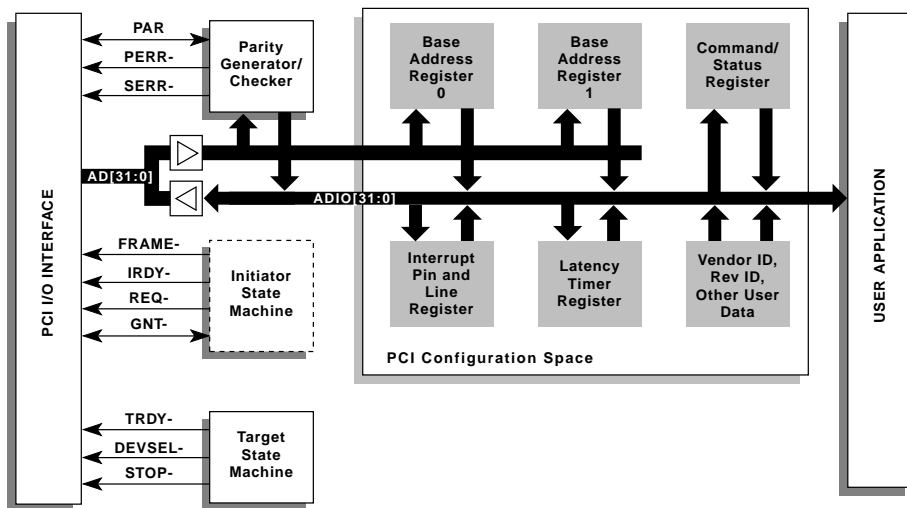 PCI I/O INTERFACE
PAR
PERR-
SERR-
Parity
Generator/
Checker
Base
Address
Register
0
Base
Address
Register
1
Command/
Status
Register
AD[31:0]
ADIO[31:0]
FRAME-
IRDY-
REQ-
GNT-
Initiator
State
Machine
Interrupt
Pin and
Line
Register
Latency
Timer
Register
Vendor ID,
Rev ID,
Other User
Data
PCI Configuration Space
TRDY-
DEVSEL-
STOP-
Target
State
Machine
USER APPLICATION